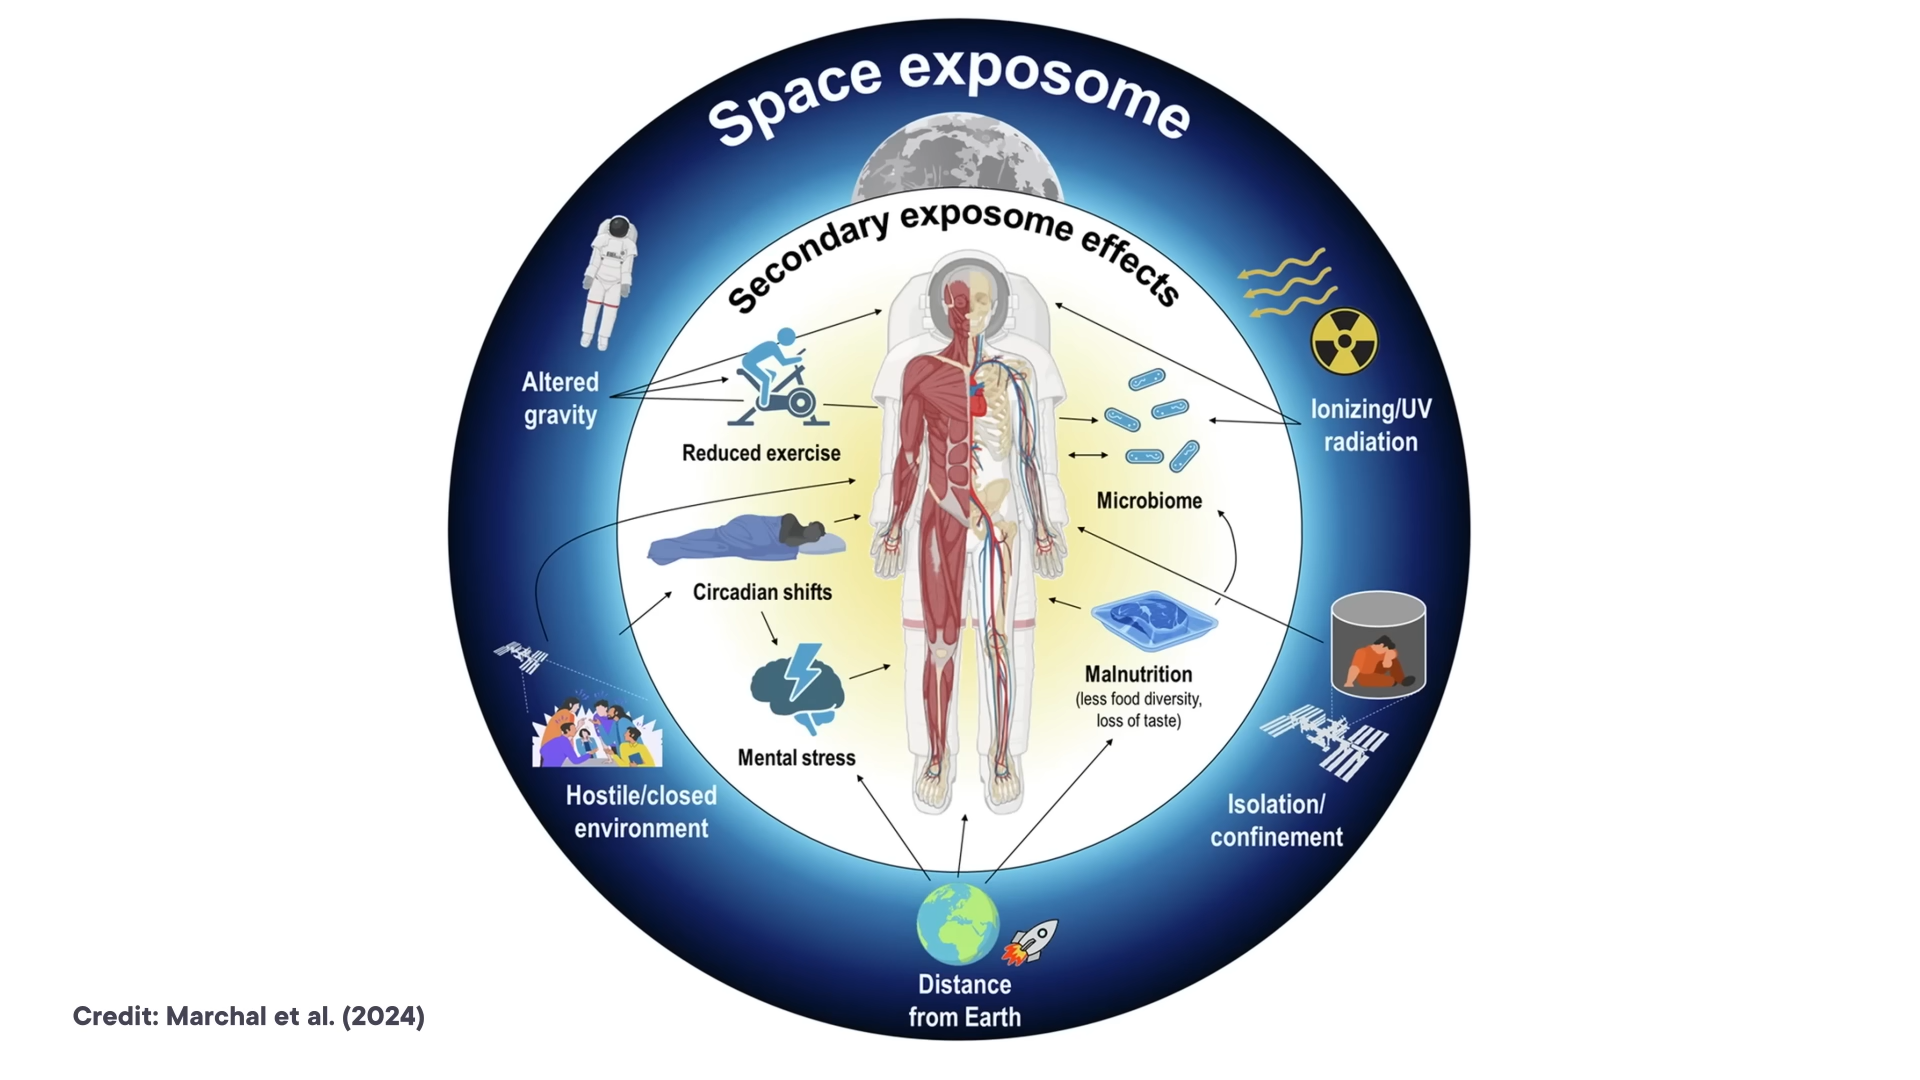 Space exposome
Secondary exposome effects
Altered
gravity
Reduced exercise
Ionizing/UV
radiation
Microbiome
Circadian shifts
Malnutrition
(less food diversity,
loss of taste)
Mental stress
Hostile/closed
environment
Isolation/
confinement
Distance
from Earth
Credit: Marchal et al. (2024)